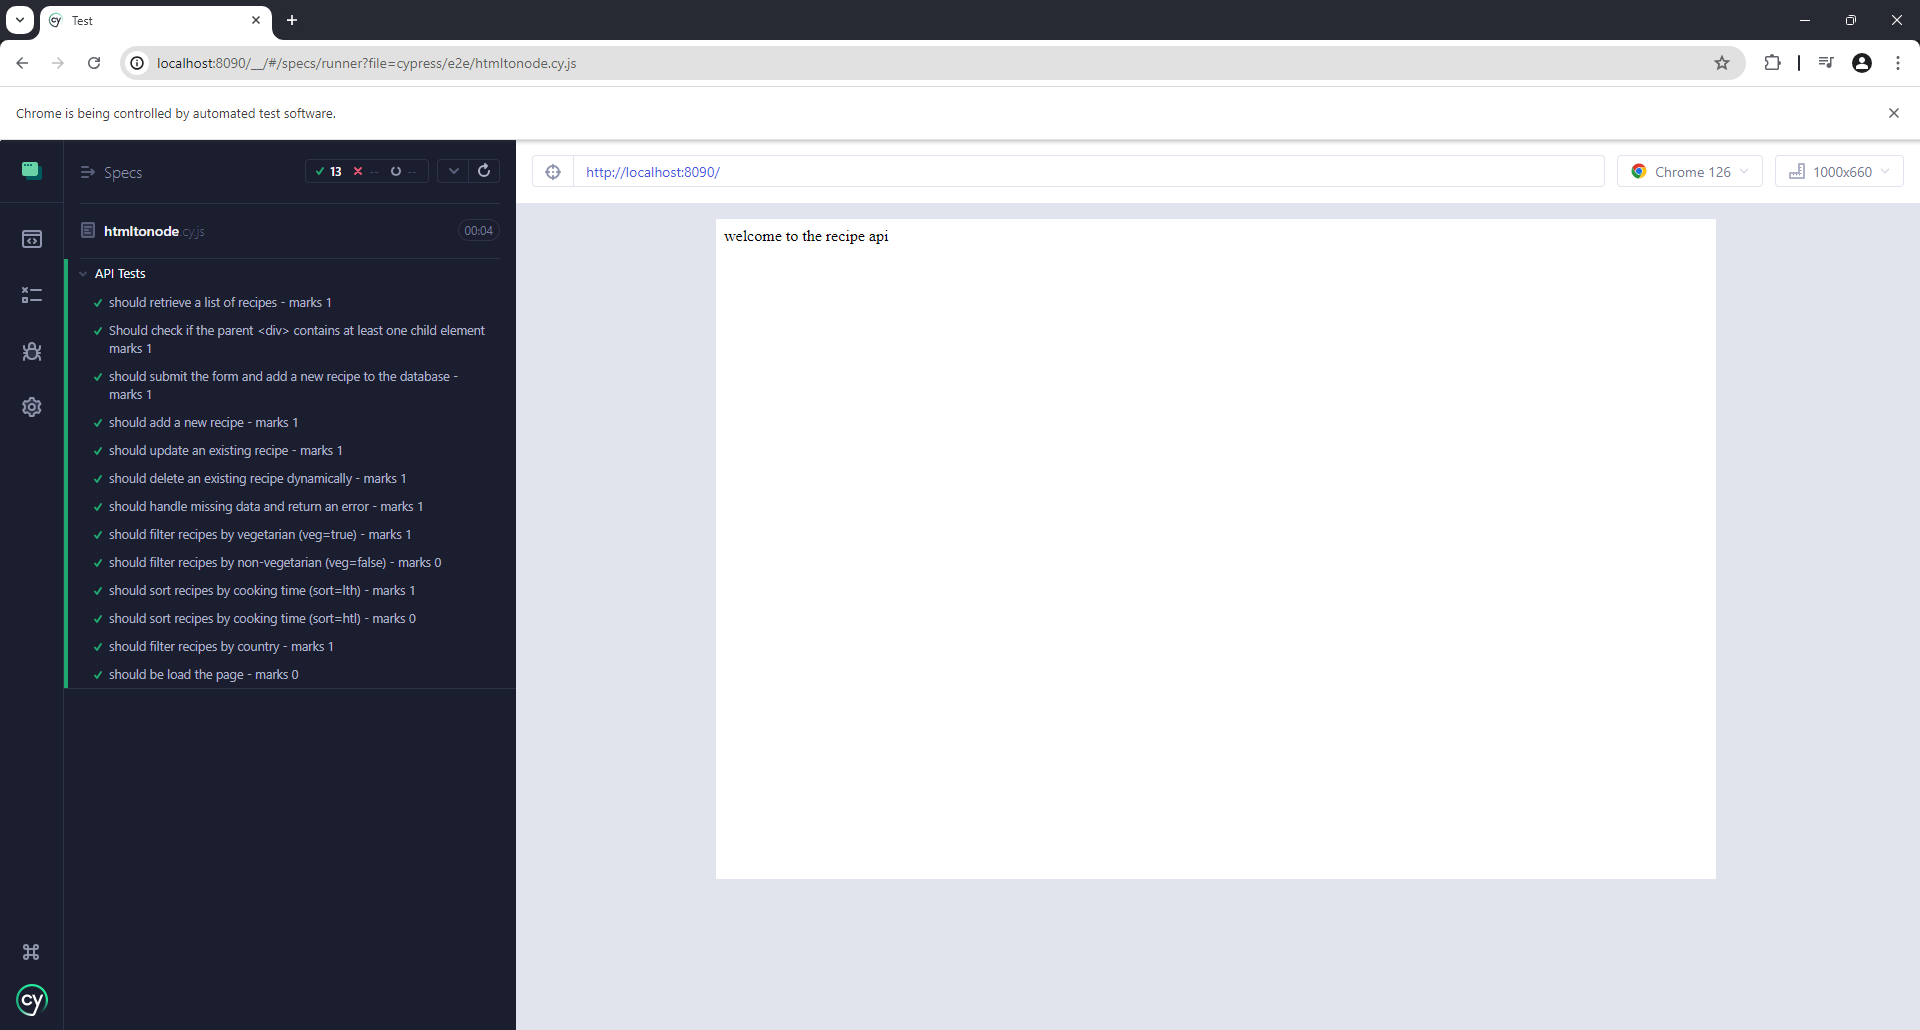 Test
localhost:8090/__/#/specs/runner?file=cypress/e2e/htmltonode.cy.js
Chrome is being controlled by automated test software.
Specs
13 -- --
http://localhost:8090/
Chrome 126
1000x660
htmltonode.cy.js
00:04
API Tests
should retrieve a list of recipes - marks 1
Should check if the parent <div> contains at least one child element
marks 1
should submit the form and add a new recipe to the database -
marks 1
should add a new recipe - marks 1
should update an existing recipe - marks 1
should delete an existing recipe dynamically - marks 1
should handle missing data and return an error - marks 1
should filter recipes by vegetarian (veg=true) - marks 1
should filter recipes by non-vegetarian (veg=false) - marks 0
should sort recipes by cooking time (sort=lth) - marks 1
should sort recipes by cooking time (sort=htl) - marks 0
should filter recipes by country - marks 1
should be load the page - marks 0
welcome to the recipe api
cy